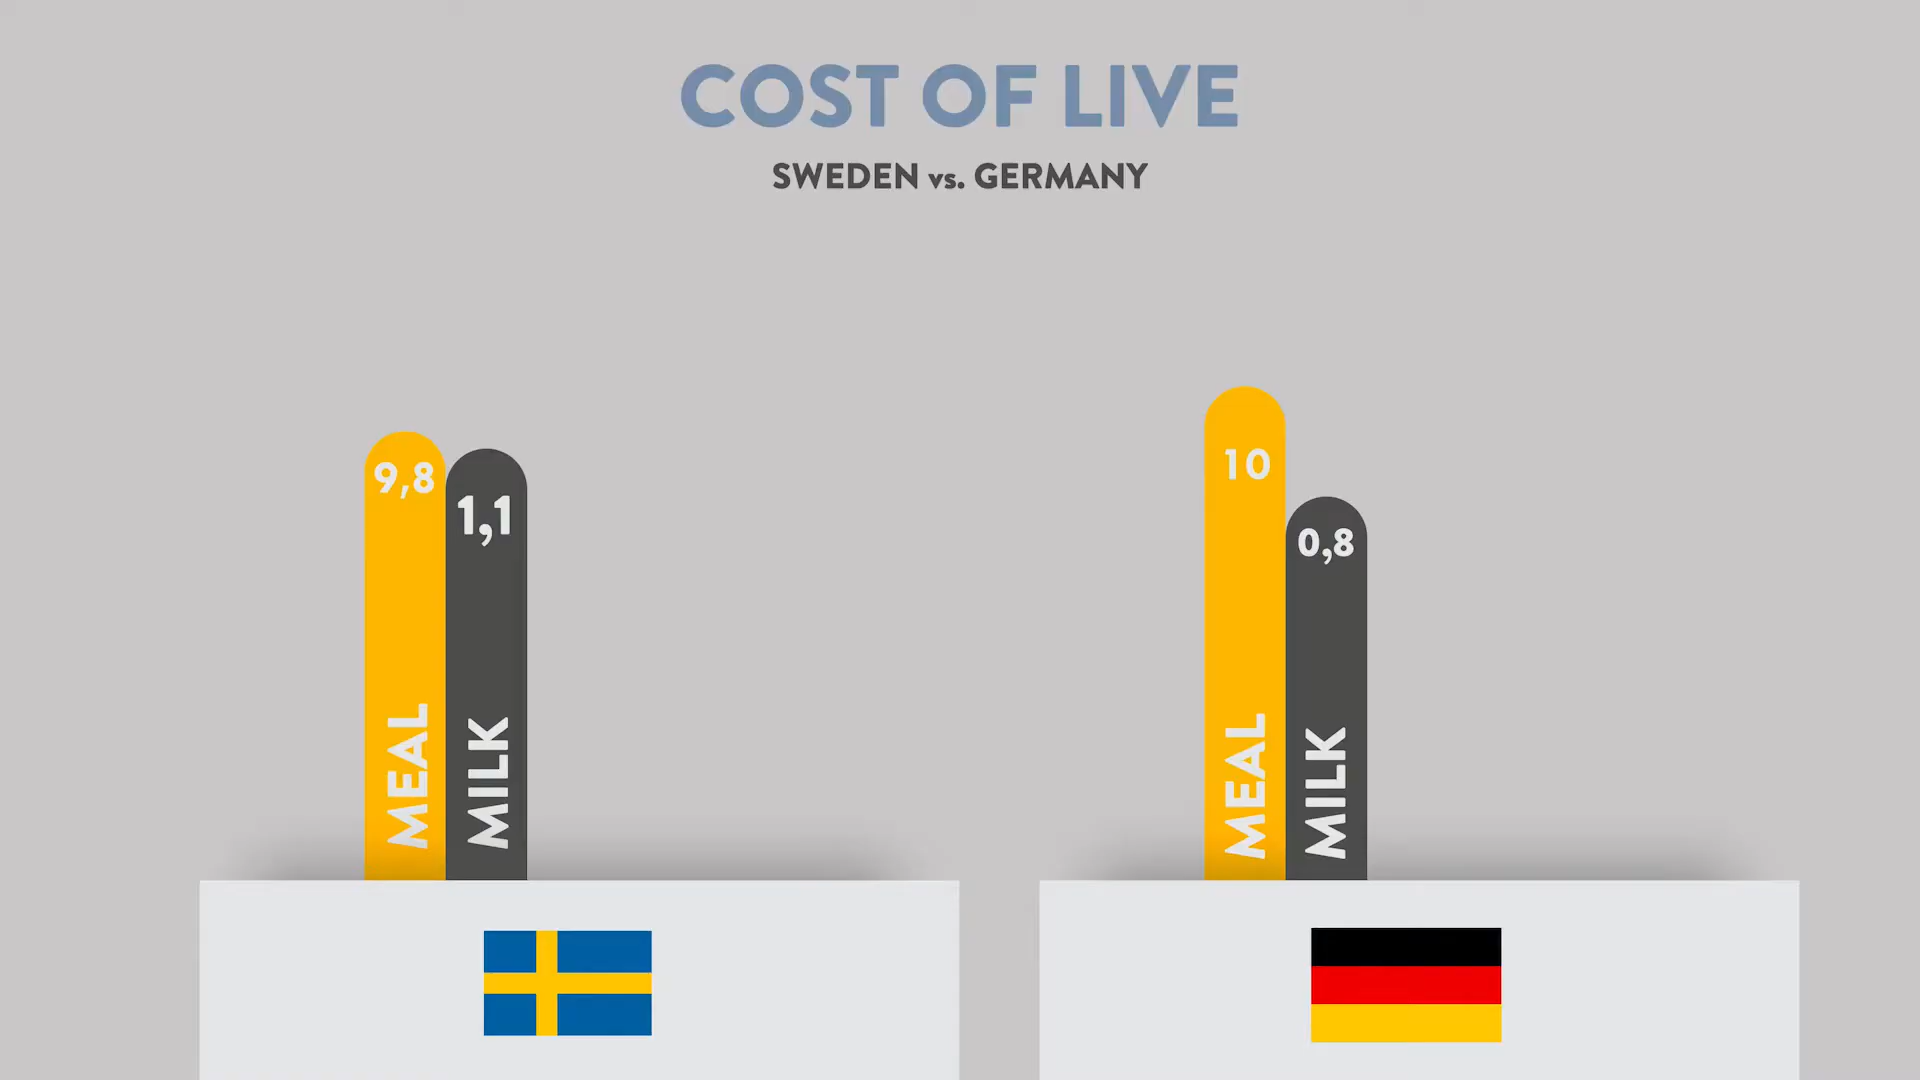 COST OF LIVE
SWEDEN vs. GERMANY
9,8
1,1
MEAL
MILK
10
0,8
MEAL
MILK